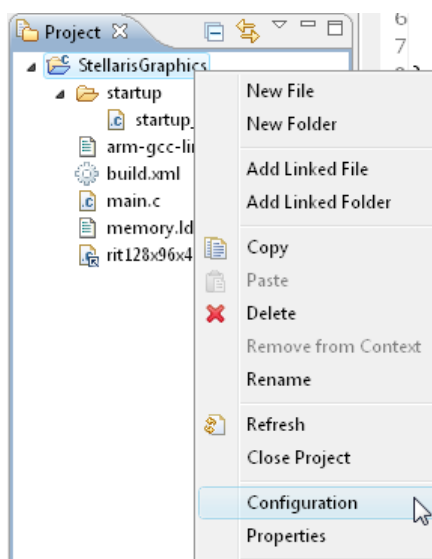 Project
6
7
StellarisGraphics
startup
startup_
arm-gcc-li
build.xml
main.c
memory.ld
rit128x96x4
New File
New Folder
Add Linked File
Add Linked Folder
Copy
Paste
Delete
Remove from Context
Rename
Refresh
Close Project
Configuration
Properties